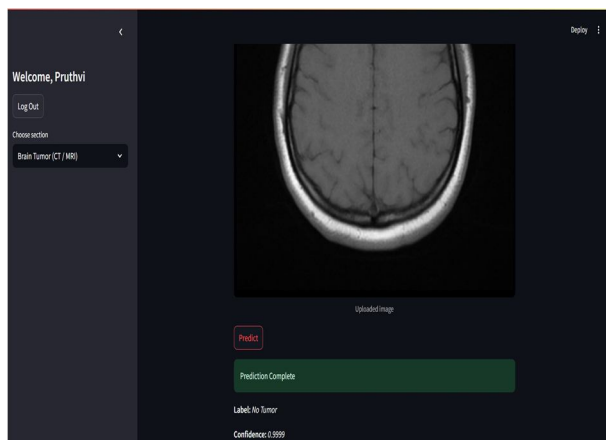 Deploy
Welcome, Pruthvi
Log Out
Choose section
Brain Tumor (CT / MRI)
Uploaded image
Predict
Prediction Complete
Label: No Tumor
Confidence: 0.9999